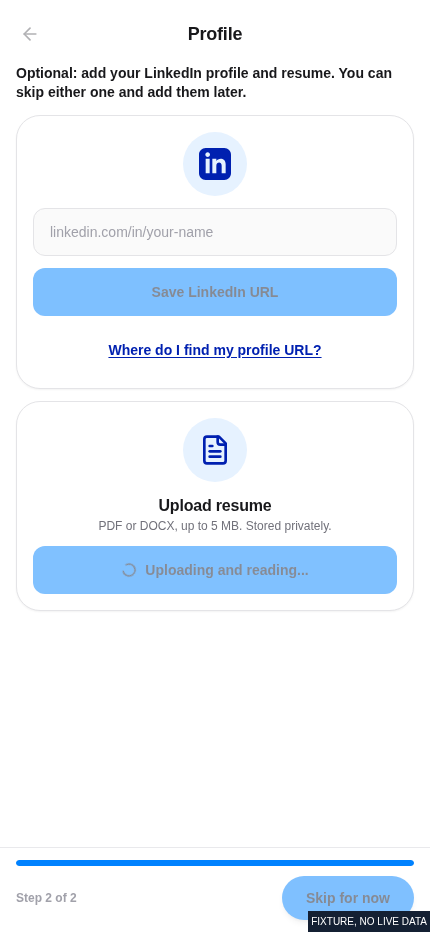 Profile
Optional: add your LinkedIn profile and resume. You can
skip either one and add them later.
in
linkedin.com/in/your-name
Save LinkedIn URL
Where do I find my profile URL?
Upload resume
PDF or DOCX, up to 5 MB. Stored privately.
Uploading and reading...
Step 2 of 2
Skip for now
FIXTURE, NO LIVE DATA